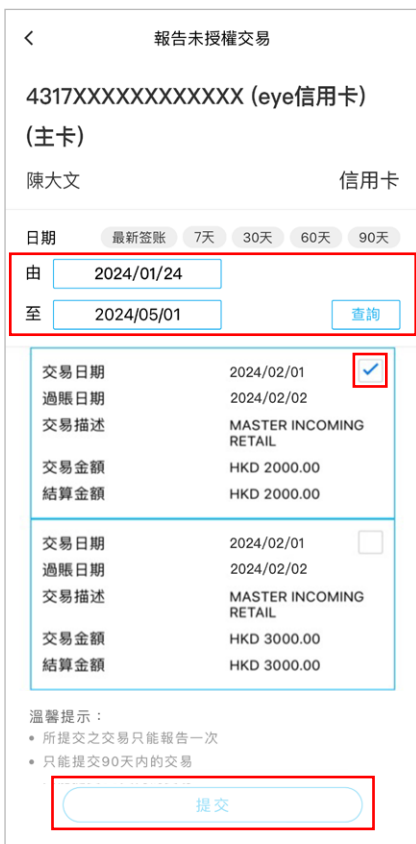 報告未授權交易
4317XXXXXXXXXXXX (eye信用卡)
(主卡)
陳大文 信用卡
日期 最新簽账 7天 30天 60天 90天
由 2024/01/24
至 2024/05/01 查詢
交易日期 2024/02/01
過賬日期 2024/02/02
交易描述 MASTER INCOMING
RETAIL
交易金額 HKD 2000.00
結算金額 HKD 2000.00
交易日期 2024/02/01
過賬日期 2024/02/02
交易描述 MASTER INCOMING
RETAIL
交易金額 HKD 3000.00
結算金額 HKD 3000.00
溫馨提示：
• 所提交之交易只能報告一次
• 只能提交90天内的交易
提交